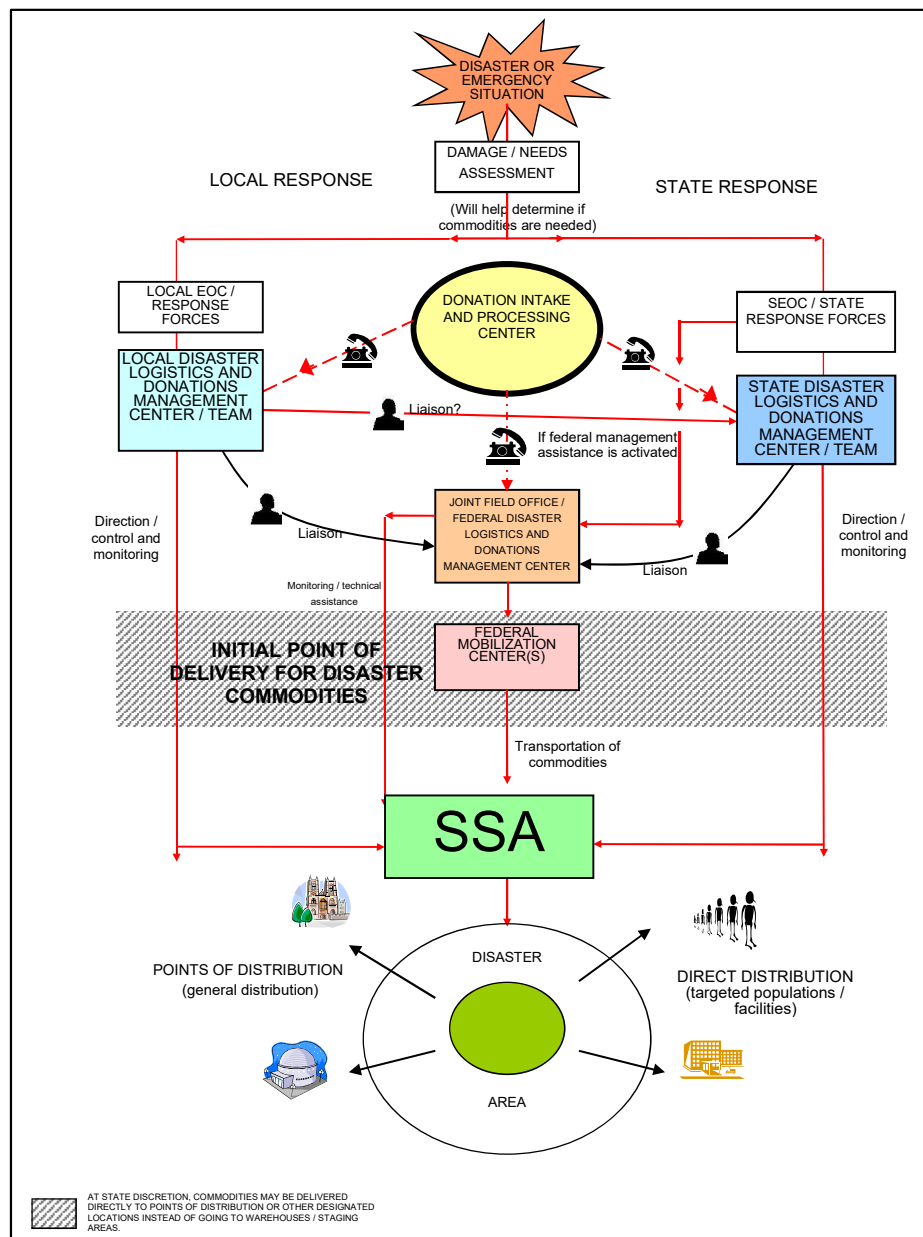 DISASTER OR
EMERGENCY
SITUATION
DAMAGE / NEEDS
ASSESSMENT
LOCAL RESPONSE
STATE RESPONSE
(Will help determine if
commodities are needed)
LOCAL EOC /
RESPONSE
FORCES
DONATION INTAKE
AND PROCESSING
CENTER
SEOC / STATE
RESPONSE FORCES
LOCAL DISASTER
LOGISTICS AND
DONATIONS
MANAGEMENT
CENTER / TEAM
STATE DISASTER
LOGISTICS AND
DONATIONS
MANAGEMENT
CENTER / TEAM
Liaison?
If federal management
assistance is activated
JOINT FIELD OFFICE /
FEDERAL DISASTER
LOGISTICS AND
DONATIONS
MANAGEMENT CENTER
Direction /
control and
monitoring
Liaison
Liaison
Direction /
control and
monitoring
Monitoring / technical
assistance
FEDERAL
MOBILIZATION
CENTER(S)
INITIAL POINT OF
DELIVERY FOR DISASTER
COMMODITIES
Transportation of
commodities
SSA
POINTS OF DISTRIBUTION
(general distribution)
DISASTER
AREA
DIRECT DISTRIBUTION
(targeted populations /
facilities)
AT STATE DISCRETION, COMMODITIES MAY BE DELIVERED
DIRECTLY TO POINTS OF DISTRIBUTION OR OTHER DESIGNATED
LOCATIONS INSTEAD OF GOING TO WAREHOUSES / STAGING
AREAS.